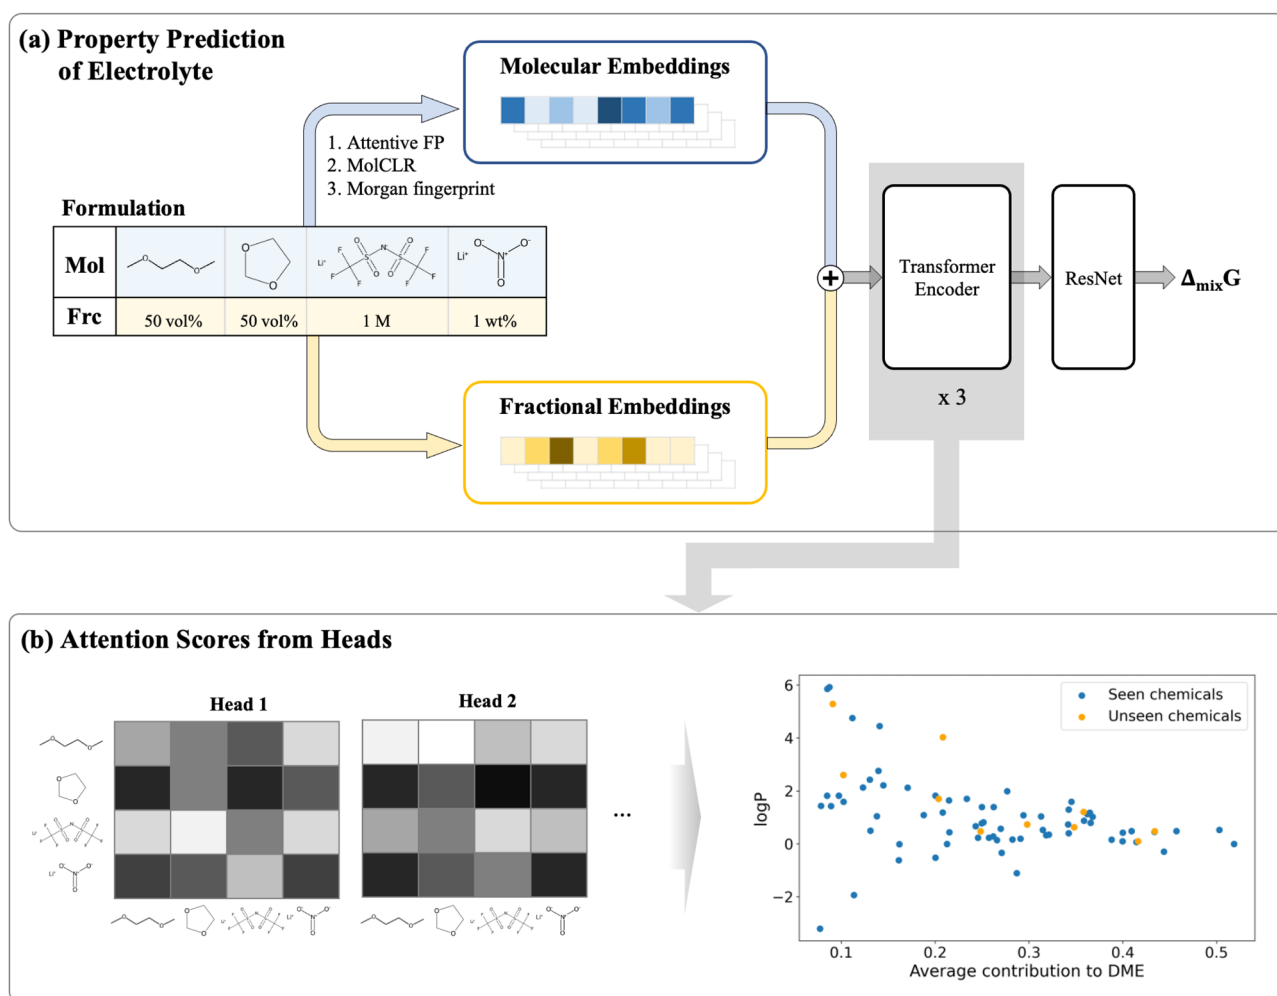 (a) Property Prediction
of Electrolyte
Molecular Embeddings
1. Attentive FP
2. MolCLR
3. Morgan fingerprint
Formulation
Mol
O O
O O
Li⁺ F F F S O O N⁻ S O O F F F
Li⁺ O⁻ N⁺ O⁻ O
Frc
50 vol%
50 vol%
1 M
1 wt%
+
Transformer
Encoder
x 3
ResNet
ΔmixG
Fractional Embeddings
(b) Attention Scores from Heads
Head 1
Head 2
...
Seen chemicals
Unseen chemicals
logP
6
4
2
0
−2
0.1 0.2 0.3 0.4 0.5
Average contribution to DME